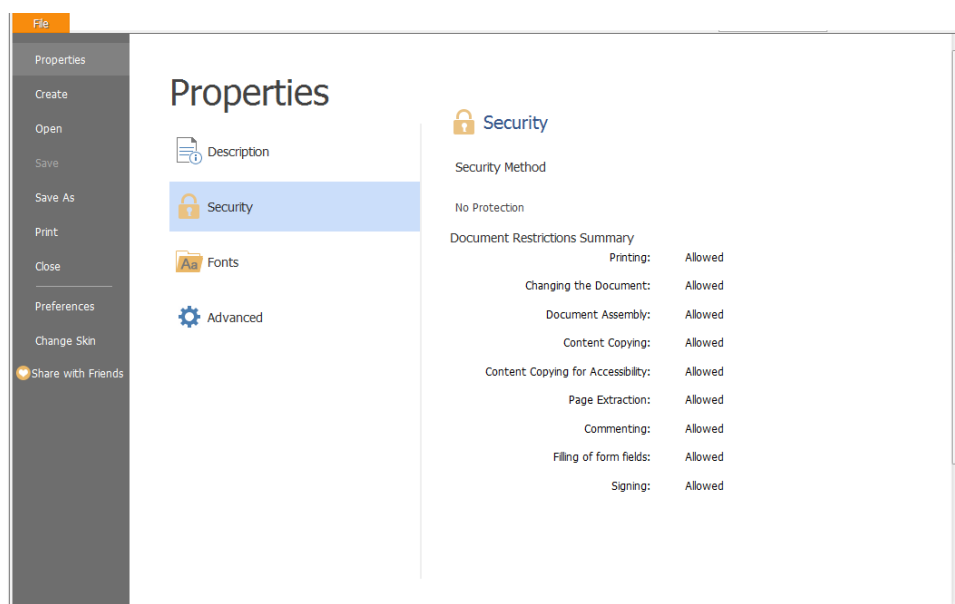 File
Properties
Create
Open
Save
Save As
Print
Close
Preferences
Change Skin
Share with Friends
Properties
Description
Security
Fonts
Advanced
Security
Security Method
No Protection
Document Restrictions Summary
Printing: Allowed
Changing the Document: Allowed
Document Assembly: Allowed
Content Copying: Allowed
Content Copying for Accessibility: Allowed
Page Extraction: Allowed
Commenting: Allowed
Filling of form fields: Allowed
Signing: Allowed